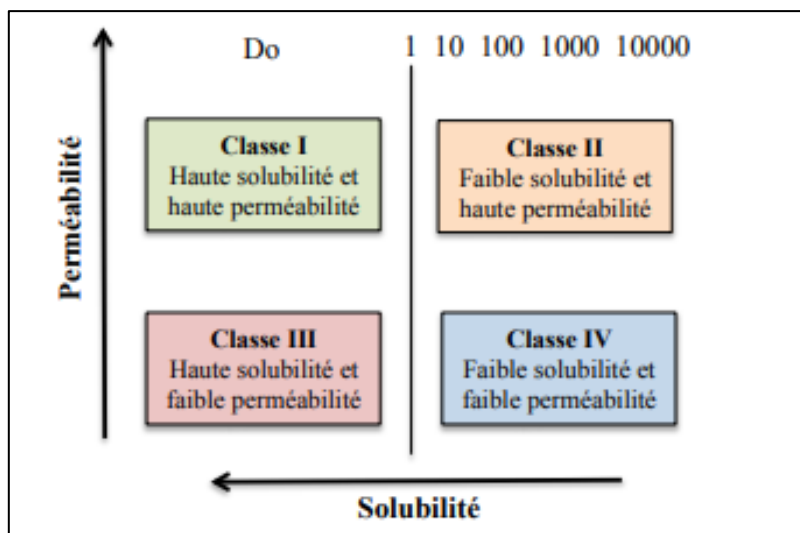 Do 1 10 100 1000 10000
Perméabilité
Classe I
Haute solubilité et
haute perméabilité
Classe II
Faible solubilité et
haute perméabilité
Classe III
Haute solubilité et
faible perméabilité
Classe IV
Faible solubilité et
faible perméabilité
Solubilité